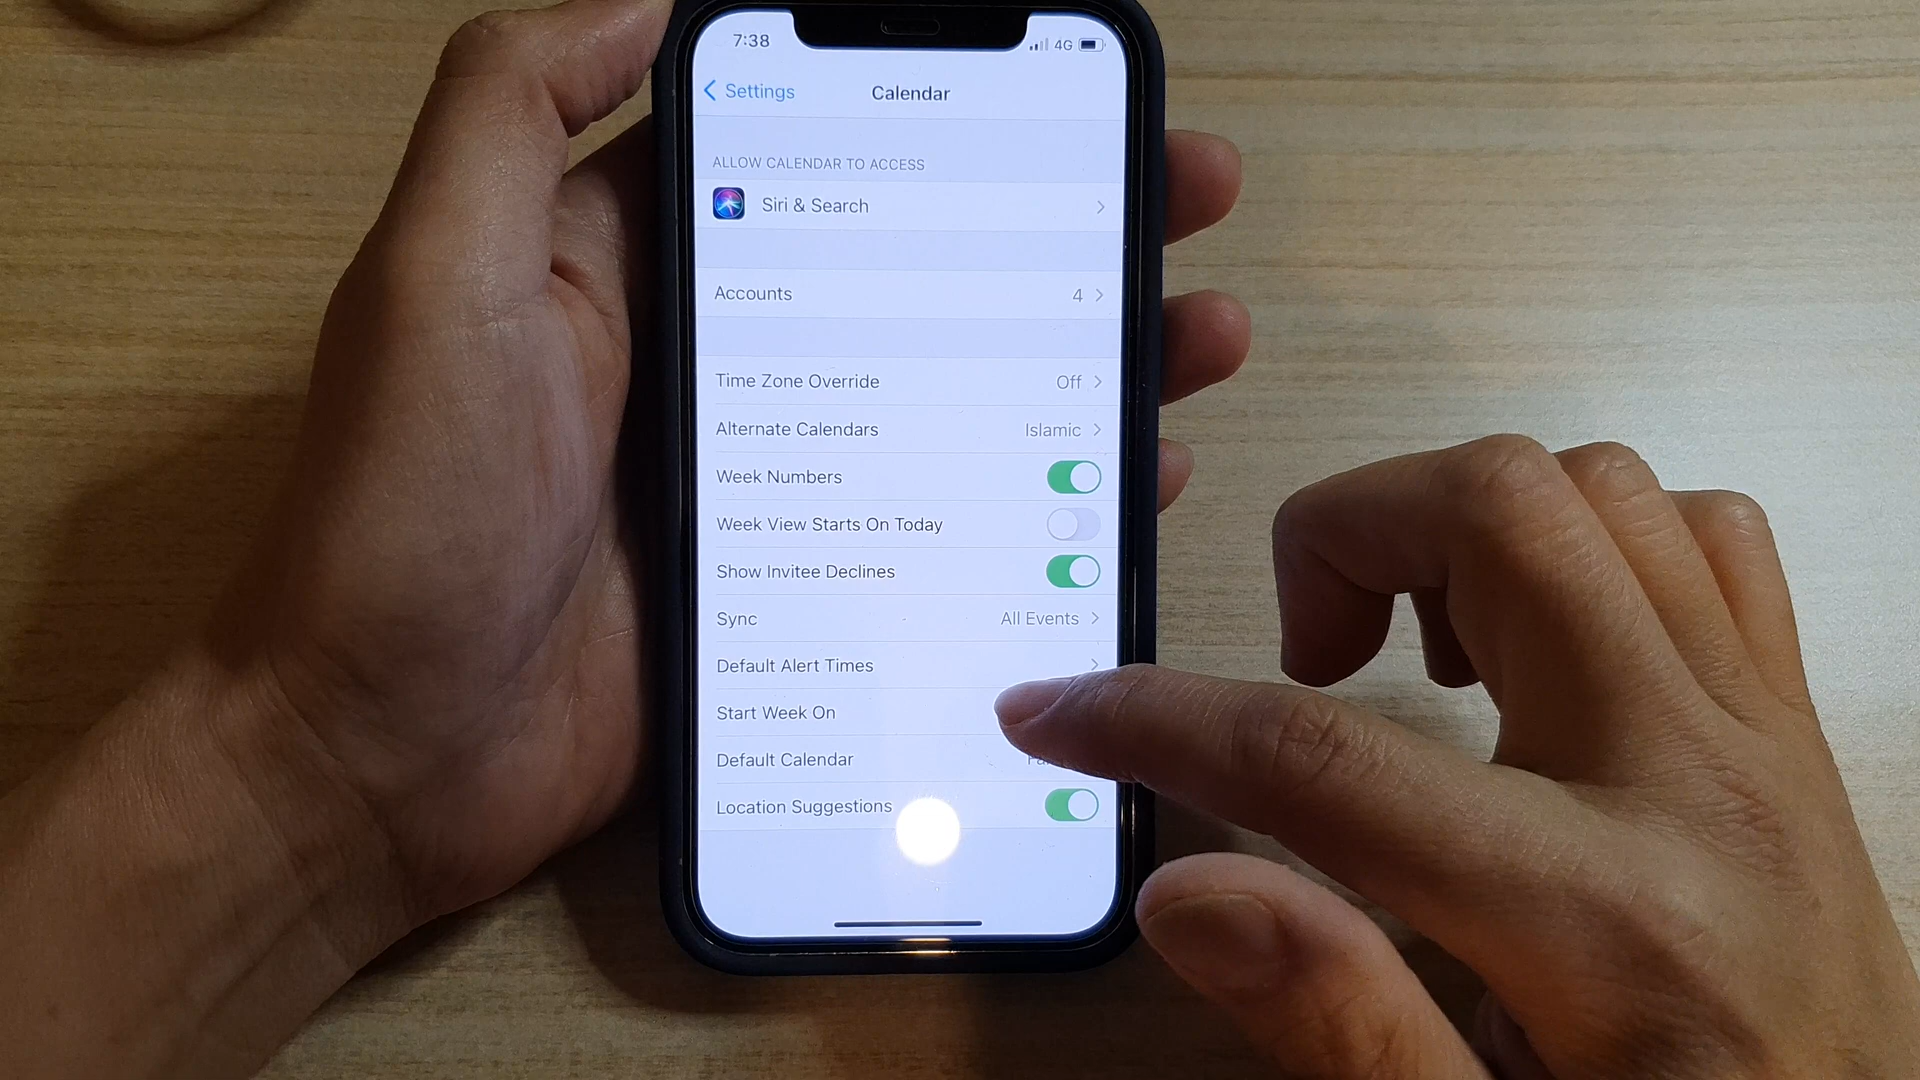 7:38 4G
Settings Calendar
ALLOW CALENDAR TO ACCESS
Siri & Search
Accounts 4
Time Zone Override Off
Alternate Calendars Islamic
Week Numbers
Week View Starts On Today
Show Invitee Declines
Sync All Events
Default Alert Times
Start Week On
Default Calendar
Location Suggestions